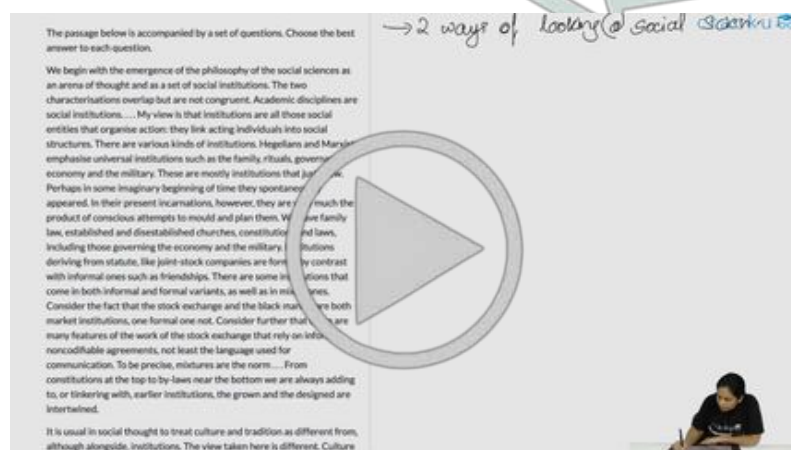 The passage below is accompanied by a set of questions. Choose the best
answer to each question.
We begin with the emergence of the philosophy of the social sciences as
an arena of thought and as a set of social institutions. The two
characterisations overlap but are not congruent. Academic disciplines are
social institutions. . . . My view is that institutions are all those social
entities that organise action: they link acting individuals into social
structures. There are various kinds of institutions. Hegelians and
emphasise universal institutions such as the family, rituals,
economy and the military. These are mostly institutions that
Perhaps in some imaginary beginning of time they
appeared. In their present incarnations, however, they are much the
product of conscious attempts to mould and plan them. family
law, established and disestablished churches, and laws,
including those governing the economy and the military.
deriving from statute, like joint-stock companies are by contrast
with informal ones such as friendships. There are some that
come in both informal and formal variants, as well as in
Consider the fact that the stock exchange and the black are both
market institutions, one formal one not. Consider further that are
many features of the work of the stock exchange that rely on
noncodifiable agreements, not least the language used for
communication. To be precise, mixtures are the norm . . . From
constitutions at the top to by-laws near the bottom we are always adding
to, or tinkering with, earlier institutions, the grown and the designed are
intertwined.
It is usual in social thought to treat culture and tradition as different from,
although alongside, institutions. The view taken here is different. Culture
→ 2 ways of looking @ social